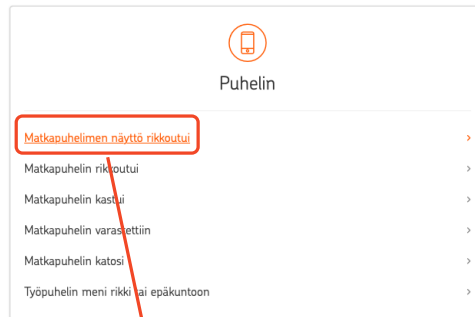 Puhelin
Matkapuhelimen näyttö rikkoutui
Matkapuhelin rikkoutui
Matkapuhelin kastui
Matkapuhelin varastettiin
Matkapuhelin katosi
Työpuhelin meni rikki tai epäkuntoon